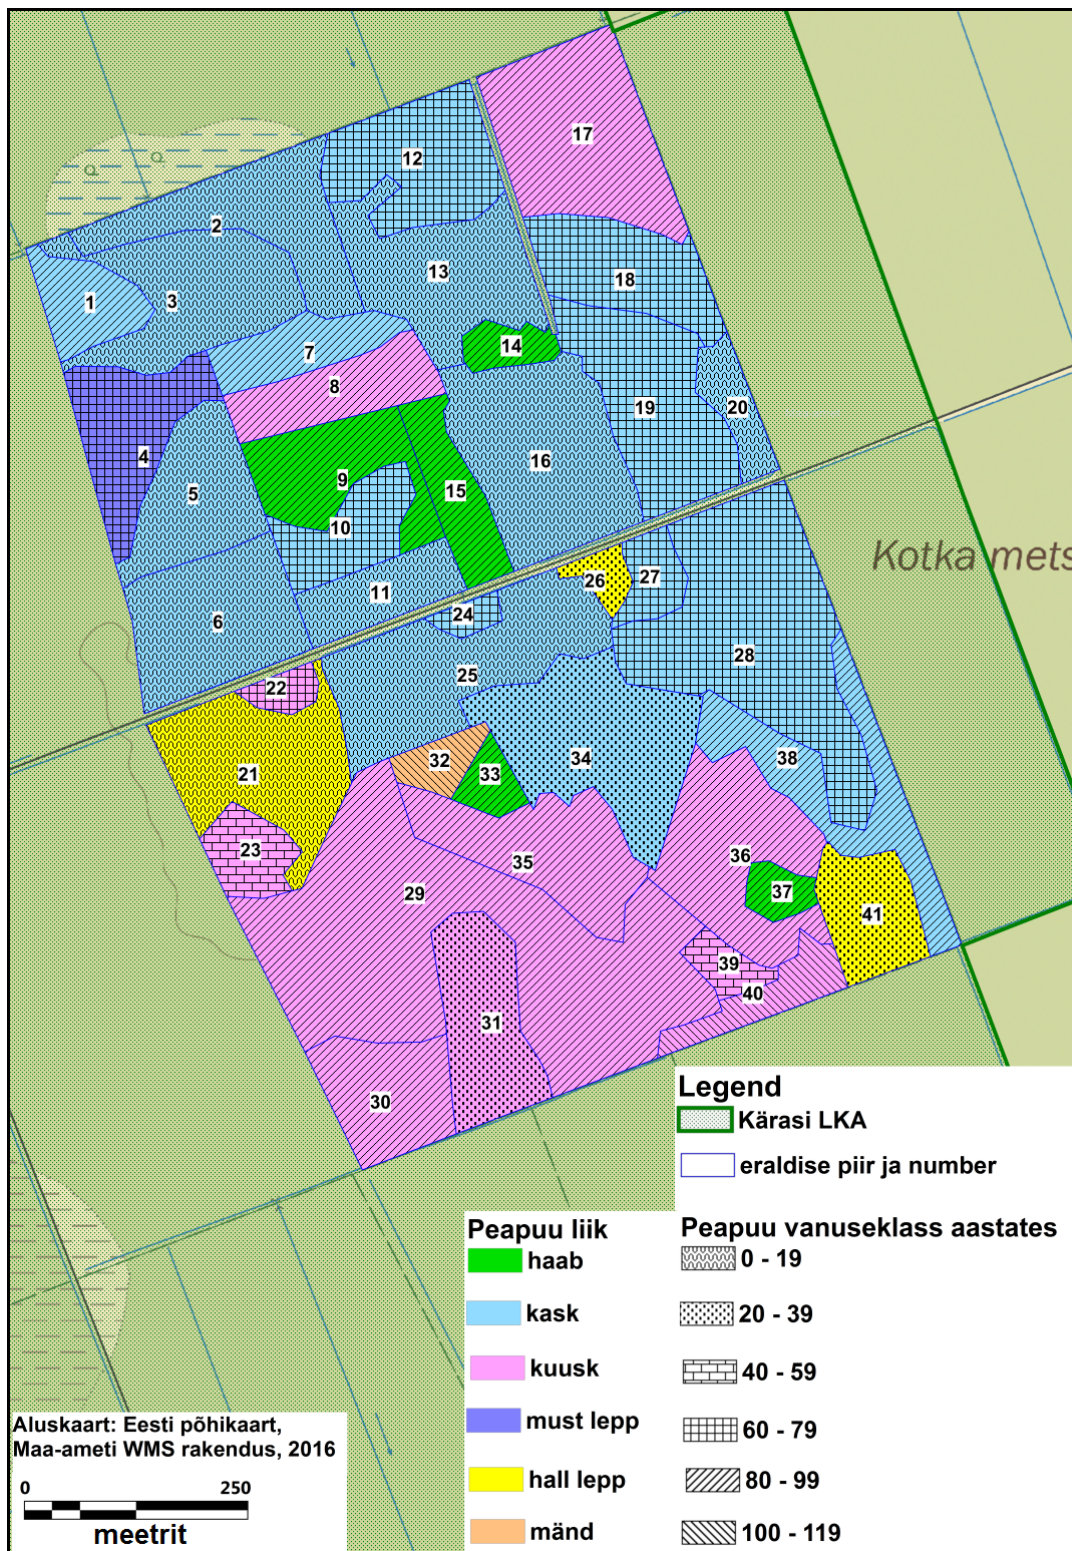 17
12
2
18
13
1
3
14
7
8
19
20
4
16
9
5
15
10
Kotka mets
26
27
11
24
6
28
25
22
38
34
32
21
33
23
36
35
37
29
41
39
40
31
30
Legend
Kärasi LKA
eraldise piir ja number
Peapuu liik
haab
kask
kuusk
must lepp
hall lepp
mänd
Peapuu vanuseklass aastates
0 - 19
20 - 39
40 - 59
60 - 79
80 - 99
100 - 119
Aluskaart: Eesti põhikaart,
Maa-ameti WMS rakendus, 2016
0 250
meetrit